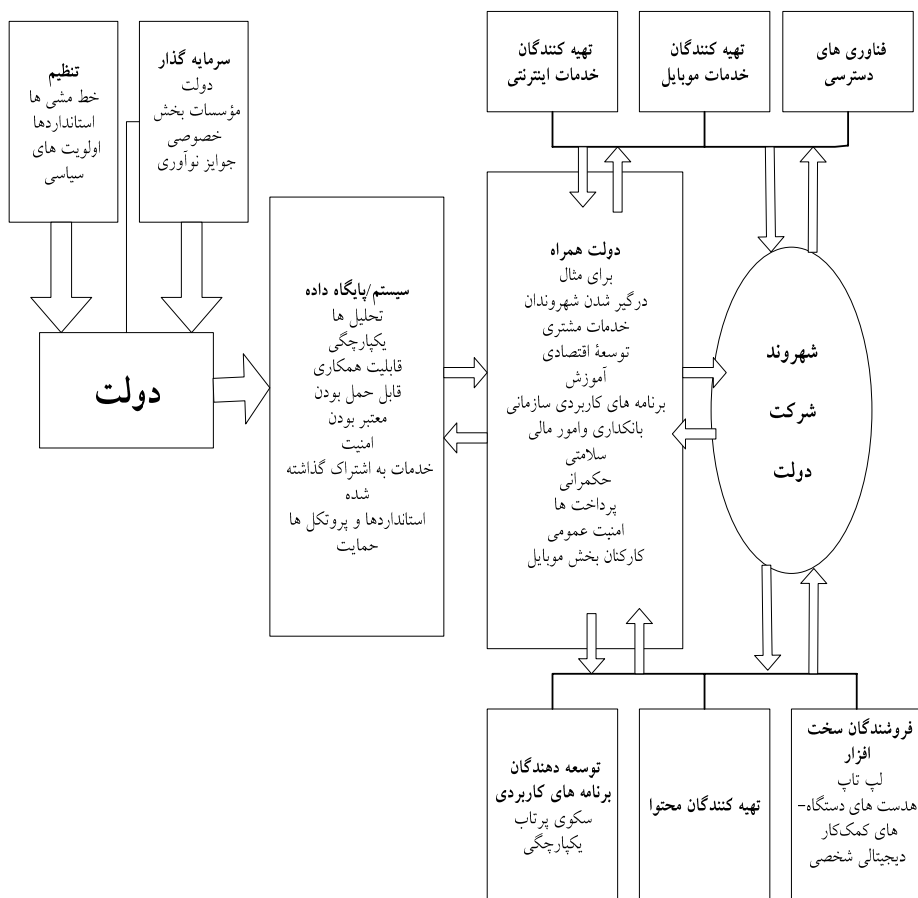 تنظیم
خط مشی ها
استانداردها
اولویت های
سیاسی
سرمایه گذار
دولت
مؤسسات بخش
خصوصی
جوایز نوآوری
تهیه کنندگان
خدمات اینترنتی
تهیه کنندگان
خدمات موبایل
فناوری های
دسترسی
دولت
سیستم/پایگاه داده
تحلیل ها
یکپارچگی
قابلیت همکاری
قابل حمل بودن
معتبر بودن
امنیت
خدمات به اشتراک گذاشته
شده
استانداردها و پروتکل ها
حمایت
دولت همراه
برای مثال
درگیر شدن شهروندان
خدمات مشتری
توسعۀ اقتصادی
آموزش
برنامه های کاربردی سازمانی
بانکداری وامور مالی
سلامتی
حکمرانی
پرداخت ها
امنیت عمومی
کارکنان بخش موبایل
شهروند
شرکت
دولت
توسعه دهندگان
برنامه های کاربردی
سکوی پرتاب
یکپارچگی
تهیه کنندگان محتوا
فروشندگان سخت
افزار
لپ تاپ
هدست های دستگاه-
های کمک‌کار
دیجیتالی شخصی